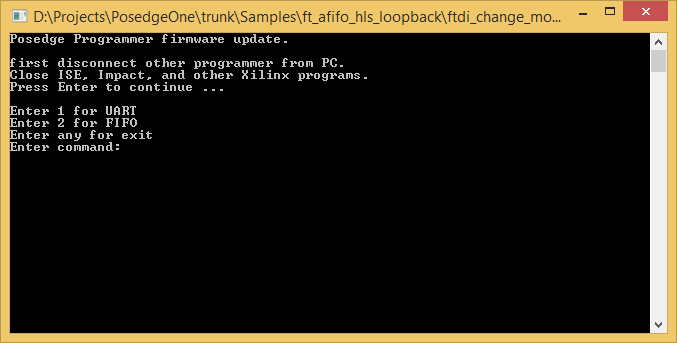 D:\Projects\PosedgeOne\trunk\Samples\ft_afifo_hls_loopback\ftdi_change_mo...
Posedge Programmer firmware update.
first disconnect other programmer from PC.
Close ISE, Impact, and other Xilinx programs.
Press Enter to continue ...
Enter 1 for UART
Enter 2 for FIFO
Enter any for exit
Enter command: